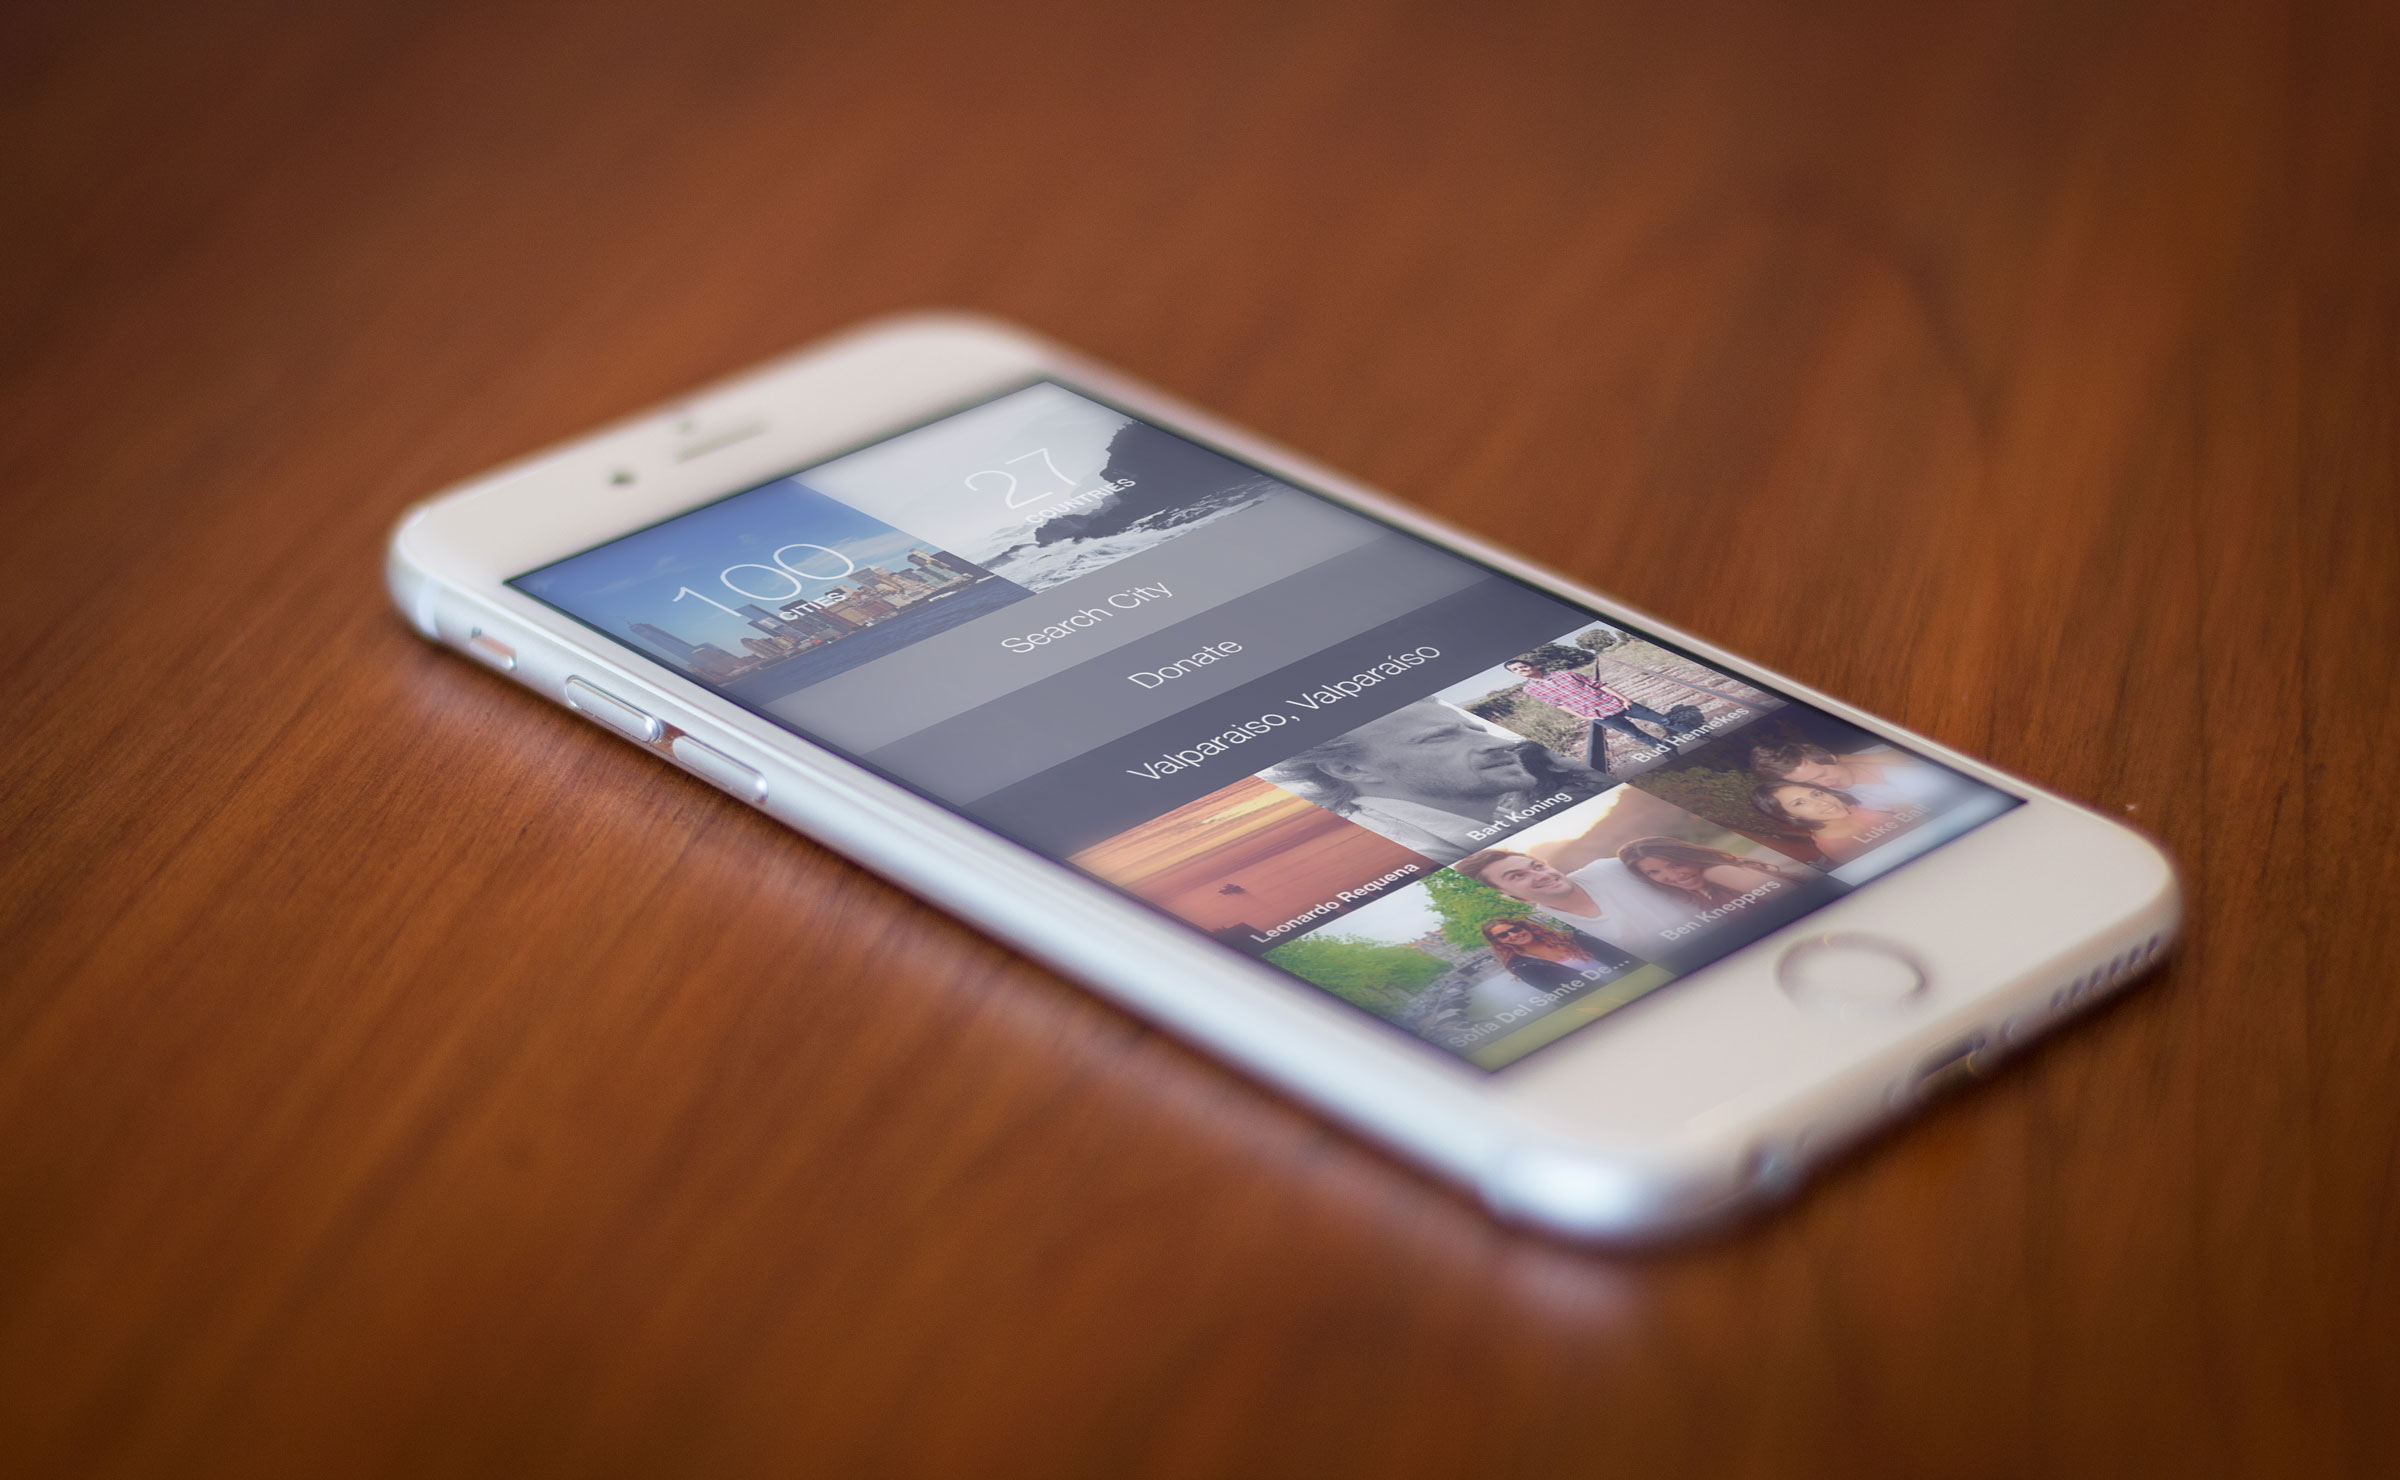 100
CITIES
27
COUNTRIES
Search City
Donate
Valparaiso, Valparaíso
Leonardo Requena
Bart Koning
Bud Hennekes
Sofía Del Sante De...
Ben Kneppers
Luke Ball